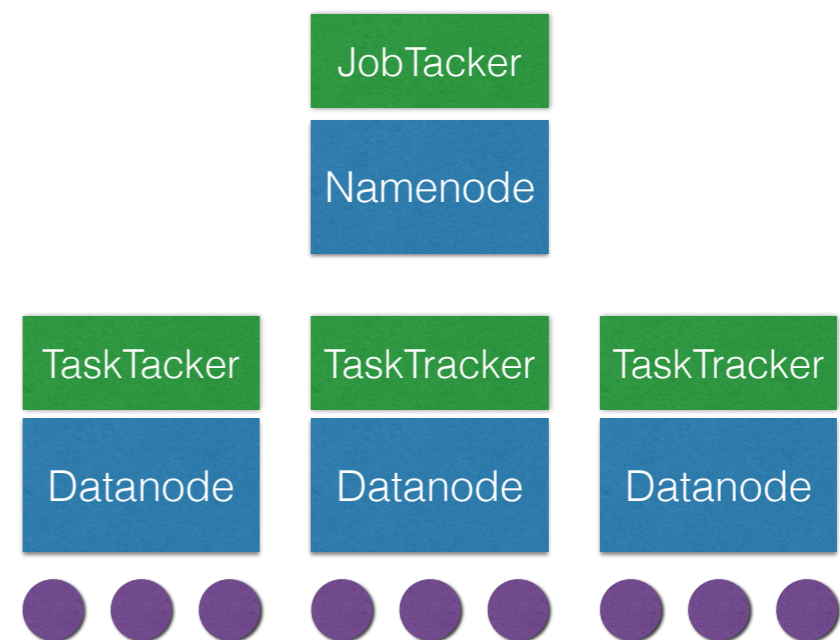 JobTacker
Namenode
TaskTacker
TaskTracker
TaskTracker
Datanode
Datanode
Datanode